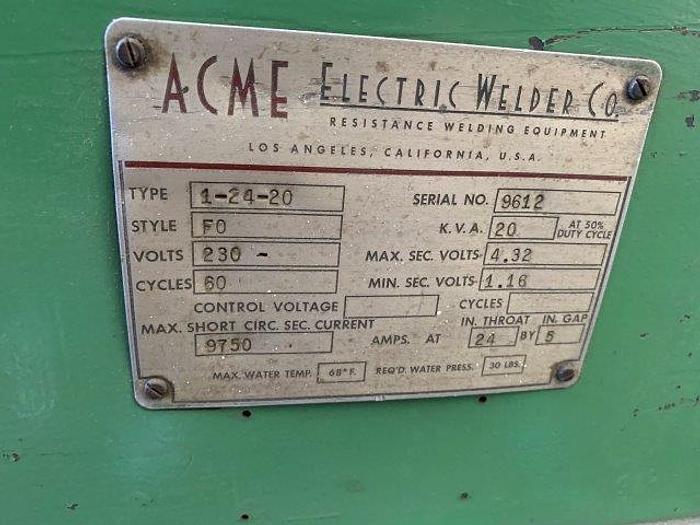 ACME ELECTRIC WELDER CO.
RESISTANCE WELDING EQUIPMENT
LOS ANGELES, CALIFORNIA, U.S.A.
TYPE 1-24-20 SERIAL NO. 9612
STYLE FO K.V.A. 20 AT 50% DUTY CYCLE
VOLTS 230 - MAX. SEC. VOLTS 4.32
CYCLES 60 MIN. SEC. VOLTS 1.16
CONTROL VOLTAGE CYCLES
MAX. SHORT CIRC. SEC. CURRENT IN. THROAT IN. GAP
9750 AMPS. AT 24 BY 5
MAX. WATER TEMP. 68°F. REQ'D. WATER PRESS. 30 LBS.